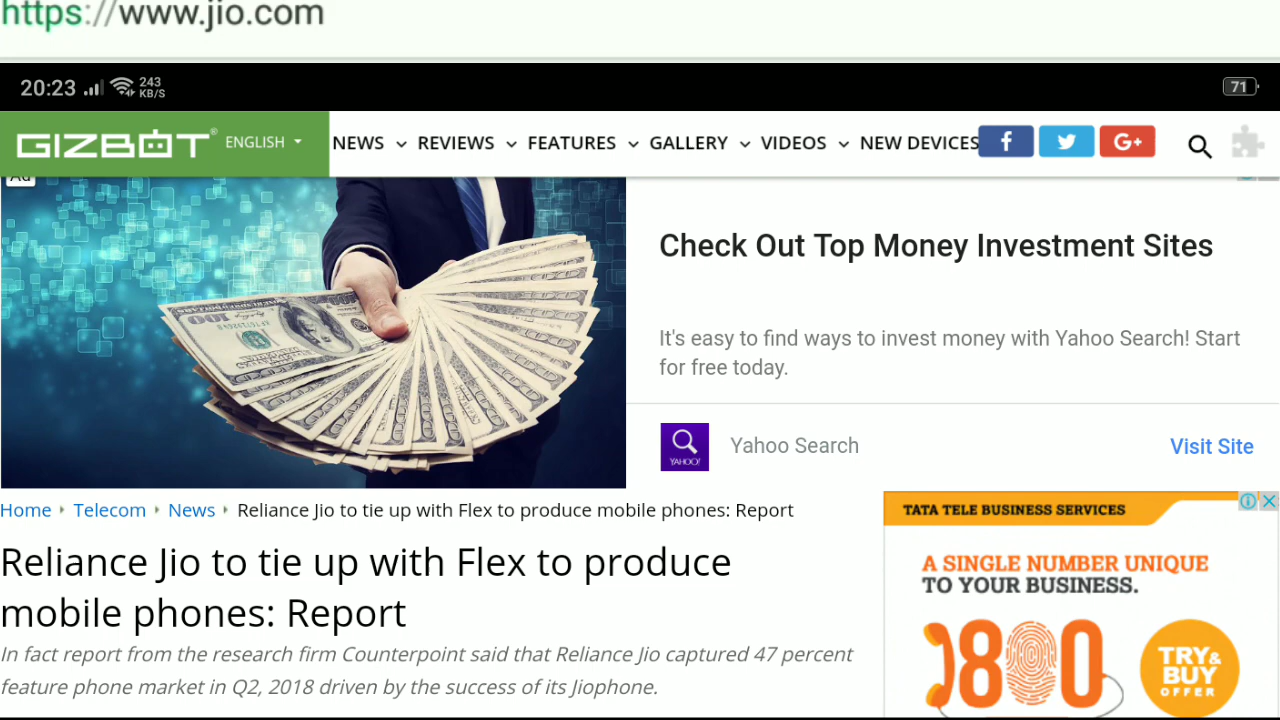 https://www.jio.com
20:23 243 KB/S 71
GIZBOT® ENGLISH NEWS REVIEWS FEATURES GALLERY VIDEOS NEW DEVICES f G+
Ad
100
Check Out Top Money Investment Sites
It's easy to find ways to invest money with Yahoo Search! Start
for free today.
YAHOO! Yahoo Search Visit Site
Home Telecom News Reliance Jio to tie up with Flex to produce mobile phones: Report
Reliance Jio to tie up with Flex to produce
mobile phones: Report
In fact report from the research firm Counterpoint said that Reliance Jio captured 47 percent
feature phone market in Q2, 2018 driven by the success of its Jiophone.
TATA TELE BUSINESS SERVICES
A SINGLE NUMBER UNIQUE
TO YOUR BUSINESS.
1800
TRY &
BUY
OFFER